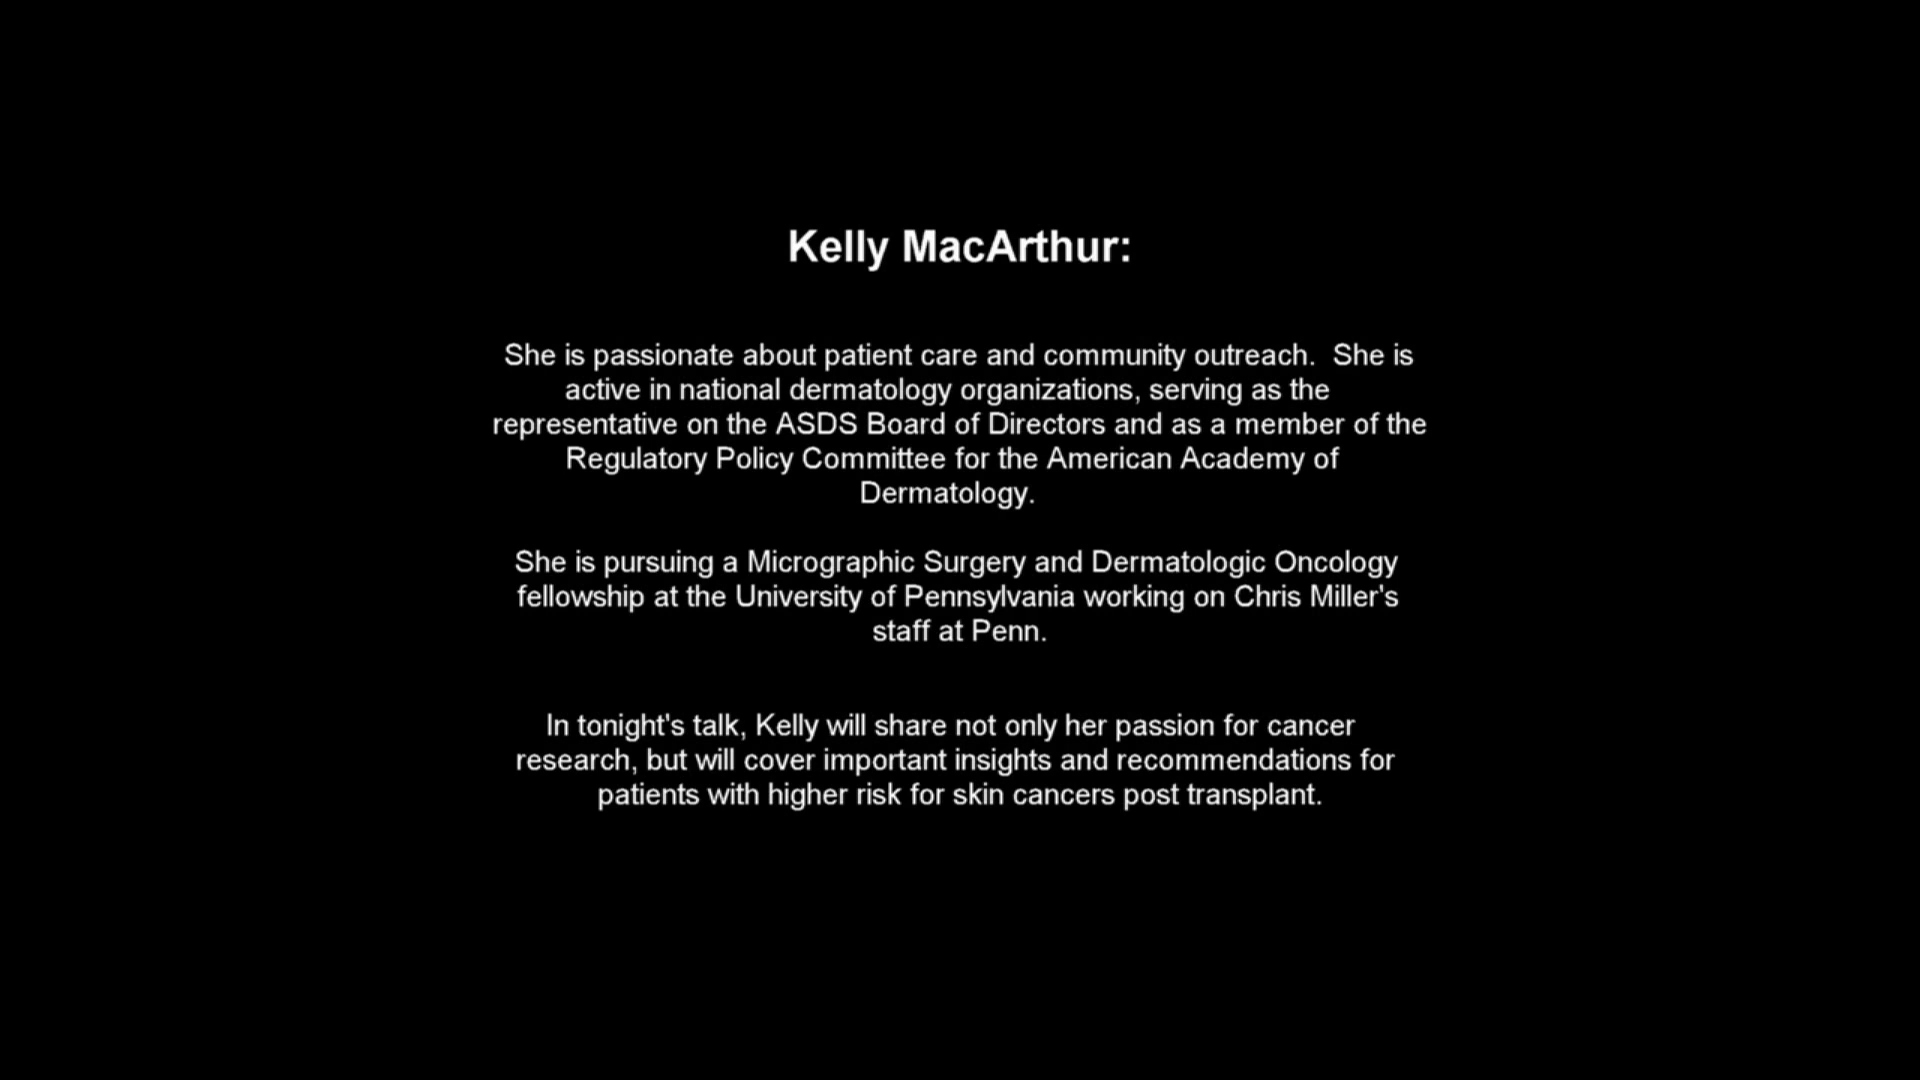 Kelly MacArthur:
She is passionate about patient care and community outreach.  She is
active in national dermatology organizations, serving as the
representative on the ASDS Board of Directors and as a member of the
Regulatory Policy Committee for the American Academy of
Dermatology.
She is pursuing a Micrographic Surgery and Dermatologic Oncology
fellowship at the University of Pennsylvania working on Chris Miller's
staff at Penn.
In tonight's talk, Kelly will share not only her passion for cancer
research, but will cover important insights and recommendations for
patients with higher risk for skin cancers post transplant.